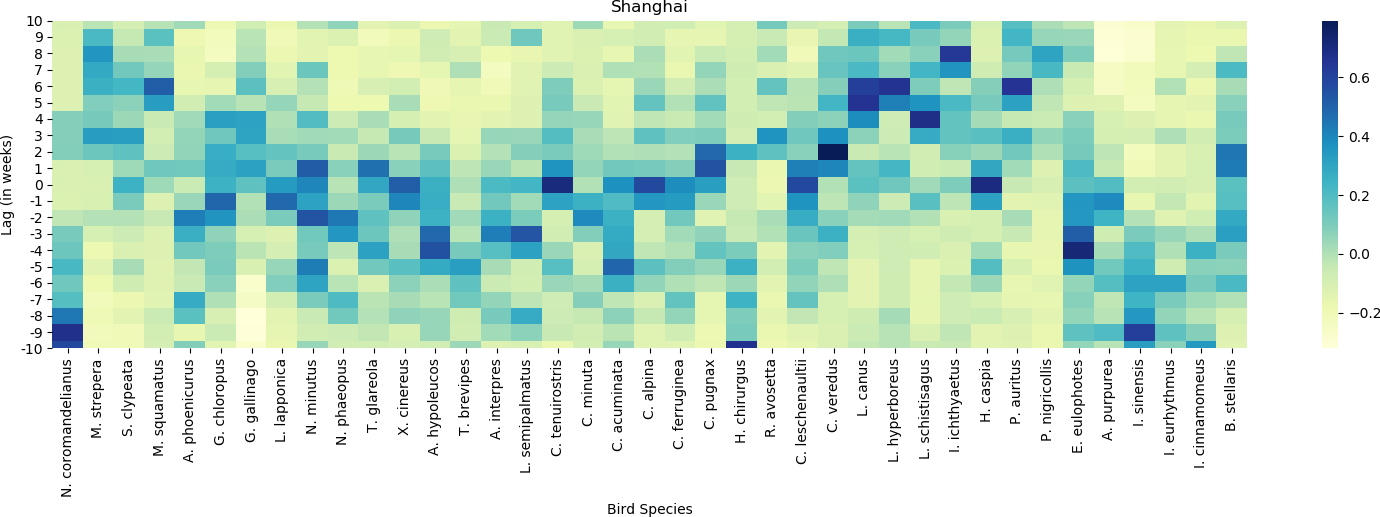 Shanghai
Lag (in weeks)
10
9
8
7
6
5
4
3
2
1
0
-1
-2
-3
-4
-5
-6
-7
-8
-9
-10
N. coromandelianus
M. strepera
S. clypeata
M. squamatus
A. phoenicurus
G. chloropus
G. gallinago
L. lapponica
N. minutus
N. phaeopus
T. glareola
X. cinereus
A. hypoleucos
T. brevipes
A. interpres
L. semipalmatus
C. tenuirostris
C. minuta
C. acuminata
C. alpina
C. ferruginea
C. pugnax
H. chirurgus
R. avosetta
C. leschenaultii
C. veredus
L. canus
L. hyperboreus
L. schistisagus
I. ichthyaetus
H. caspia
P. auritus
P. nigricollis
E. eulophotes
A. purpurea
I. sinensis
I. eurhythmus
I. cinnamomeus
B. stellaris
Bird Species
0.6
0.4
0.2
0.0
−0.2